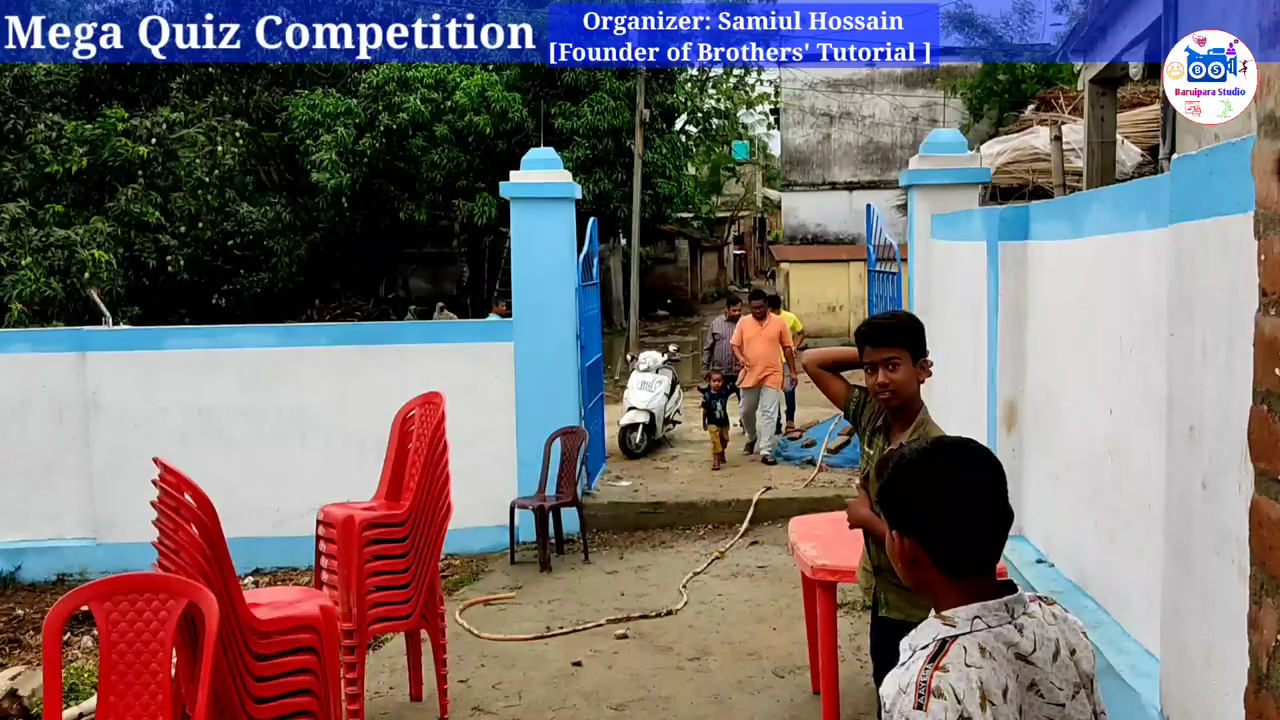 Mega Quiz Competition
Organizer: Samiul Hossain
[Founder of Brothers' Tutorial ]
B S
Baruipara Studio